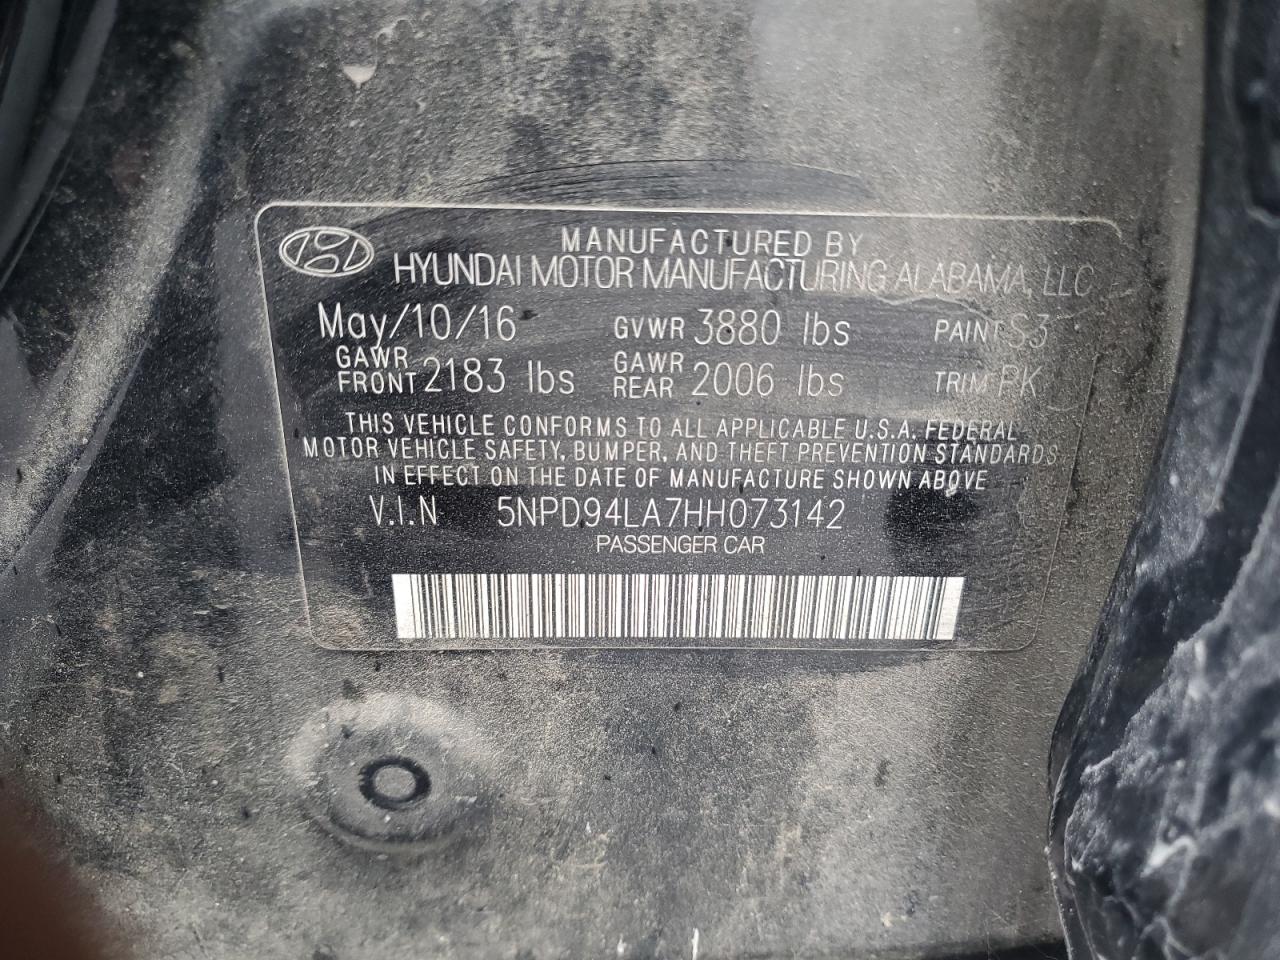 MANUFACTURED BY
HYUNDAI MOTOR MANUFACTURING ALABAMA, LLC
May/10/16 GVWR 3880 lbs PAINT S3
GAWR FRONT 2183 lbs GAWR REAR 2006 lbs TRIM PK
THIS VEHICLE CONFORMS TO ALL APPLICABLE U.S.A. FEDERAL
MOTOR VEHICLE SAFETY, BUMPER, AND THEFT PREVENTION STANDARDS
IN EFFECT ON THE DATE OF MANUFACTURE SHOWN ABOVE
V.I.N 5NPD94LA7HH073142
PASSENGER CAR